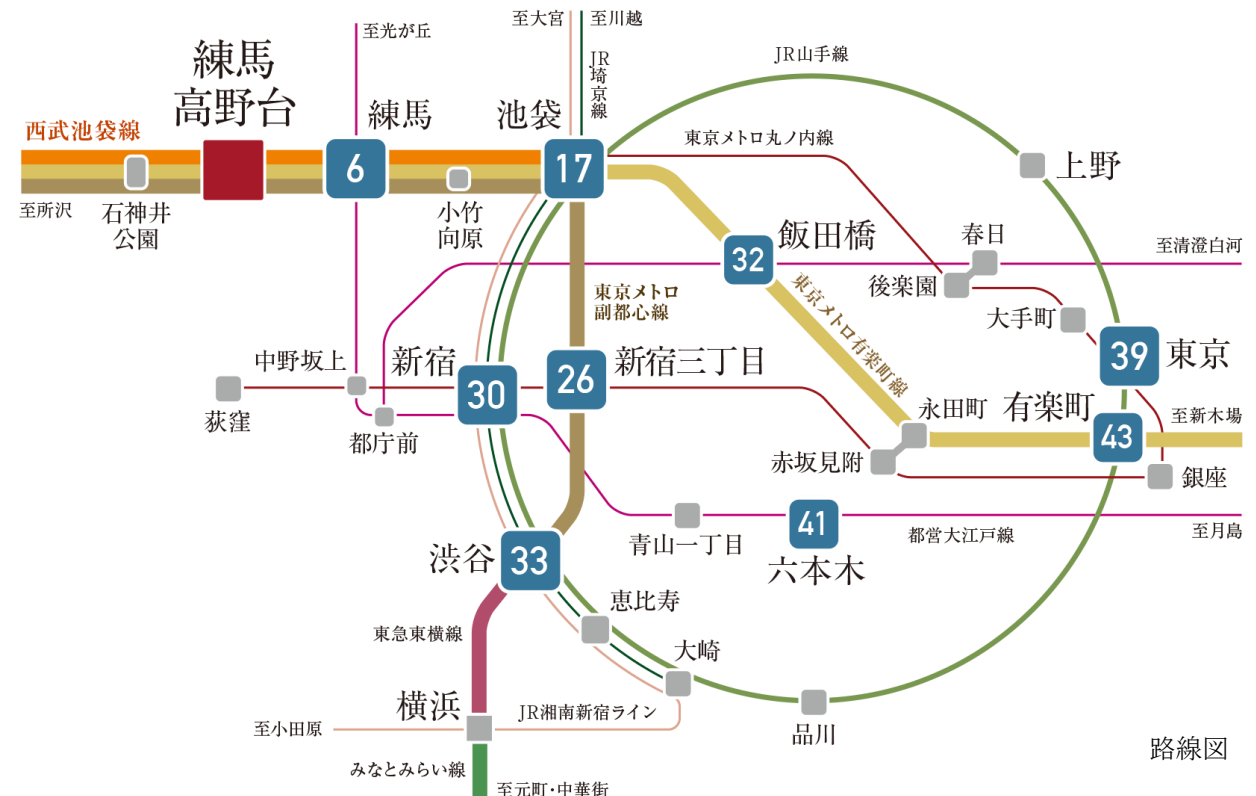 至大宮
至川越
至光が丘
JR埼京線
JR山手線
練馬
高野台
練馬
池袋
西武池袋線
東京メトロ丸ノ内線
6
17
上野
至所沢
石神井
公園
小竹
向原
飯田橋
32
春日
至清澄白河
後楽園
東京メトロ
副都心線
東京メトロ有楽町線
大手町
39
東京
中野坂上
新宿
30
26
新宿三丁目
荻窪
都庁前
永田町
有楽町
43
至新木場
赤坂見附
銀座
青山一丁目
41
六本木
都営大江戸線
至月島
渋谷
33
恵比寿
東急東横線
大崎
横浜
JR湘南新宿ライン
至小田原
品川
みなとみらい線
至元町・中華街
路線図